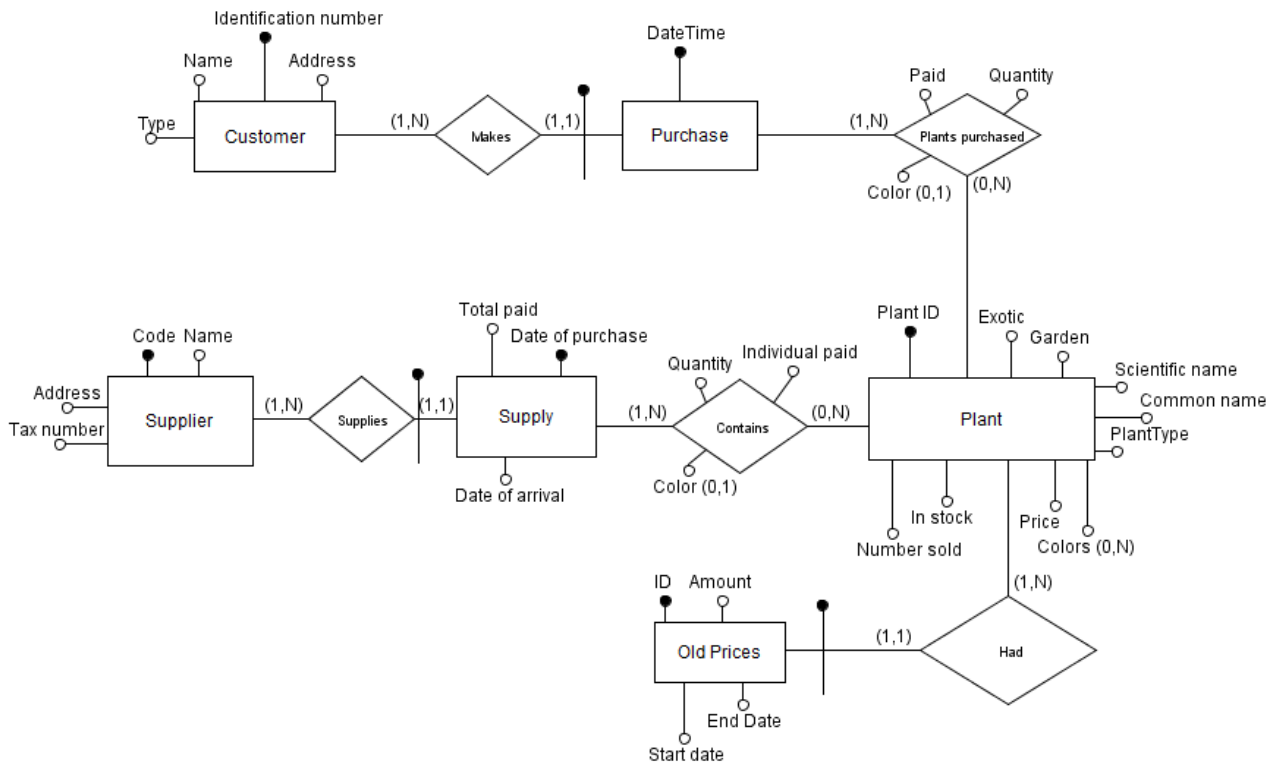 Identification number
DateTime
Name
Address
Paid
Quantity
Type
Customer
(1,N)
Makes
(1,1)
Purchase
(1,N)
Plants purchased
Color (0,1)
(0,N)
Total paid
Plant ID
Exotic
Code
Name
Date of purchase
Garden
Quantity
Individual paid
Scientific name
Address
Common name
Tax number
Supplier
(1,N)
Supplies
(1,1)
Supply
(1,N)
Contains
(0,N)
Plant
PlantType
Color (0,1)
Date of arrival
In stock
Price
Number sold
Colors (0,N)
ID
Amount
(1,N)
Old Prices
(1,1)
Had
End Date
Start date